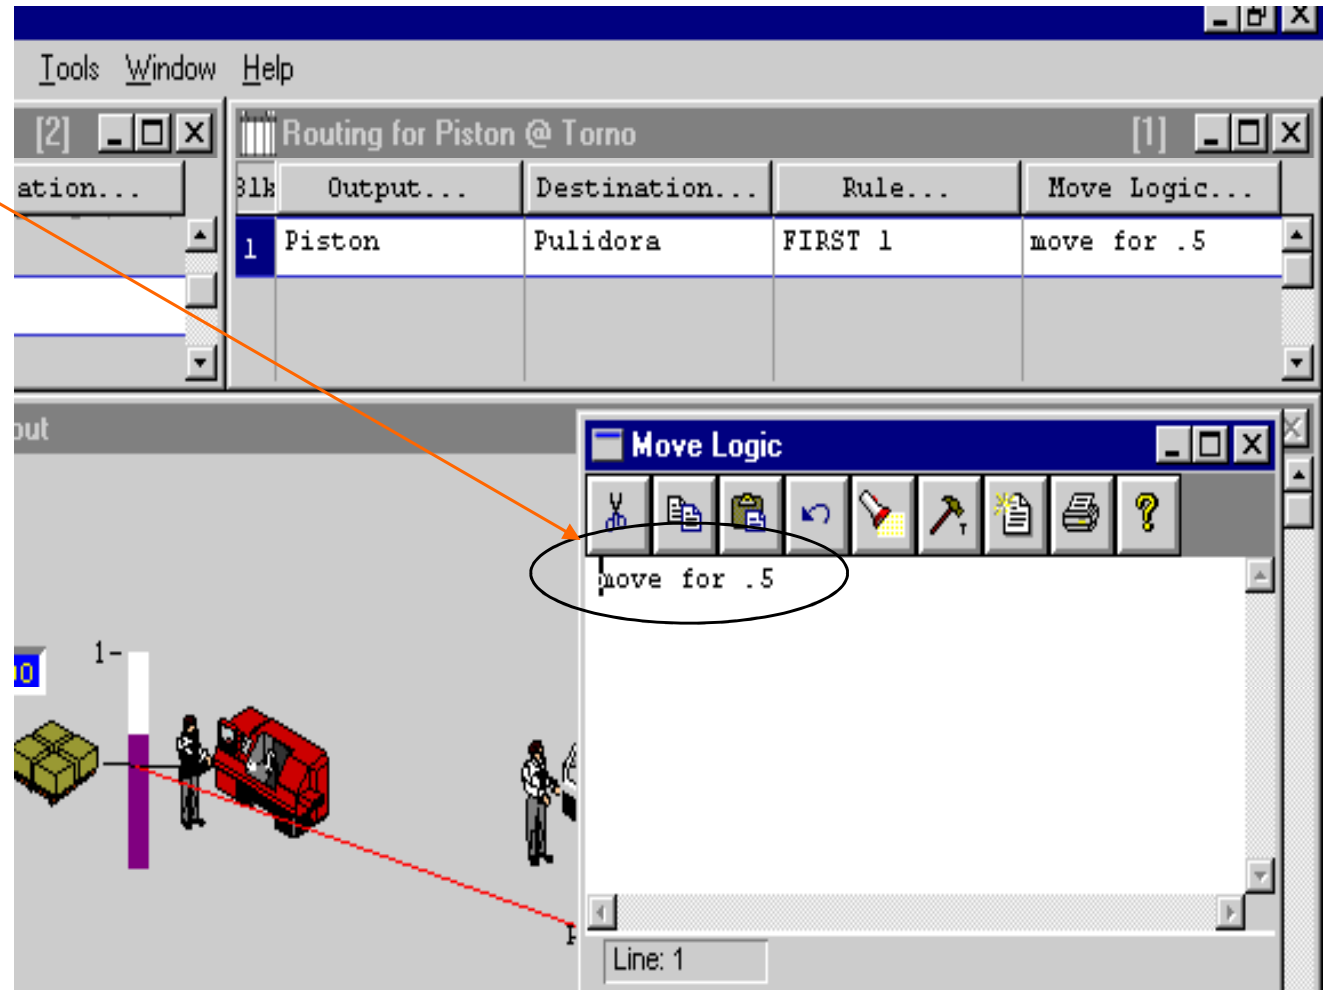 Tools Window Help
[2] Routing for Piston @ Torno [1]
ation... Blk Output... Destination... Rule... Move Logic...
1 Piston Pulidora FIRST 1 move for .5
out
Move Logic
T
?
move for .5
1-
Line: 1